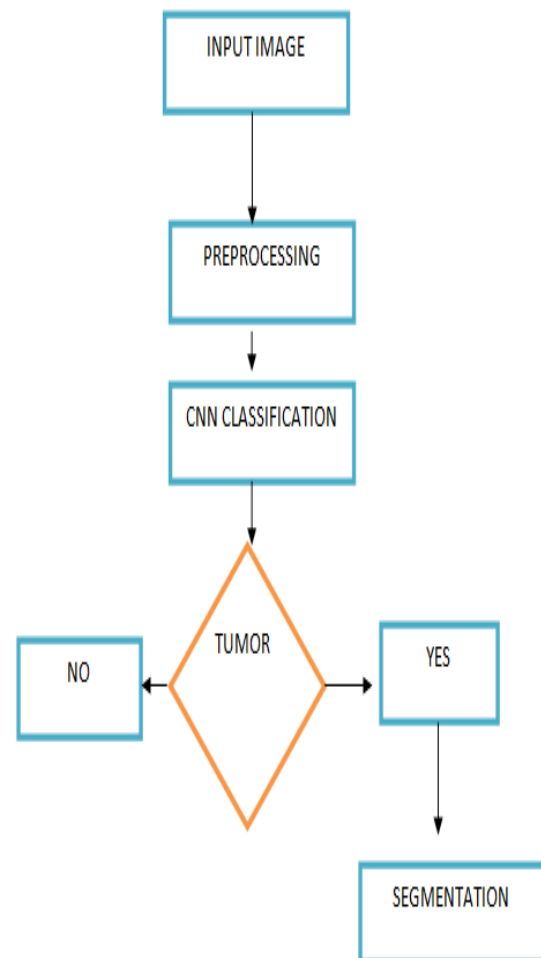 INPUT IMAGE
PREPROCESSING
CNN CLASSIFICATION
TUMOR
NO
YES
SEGMENTATION